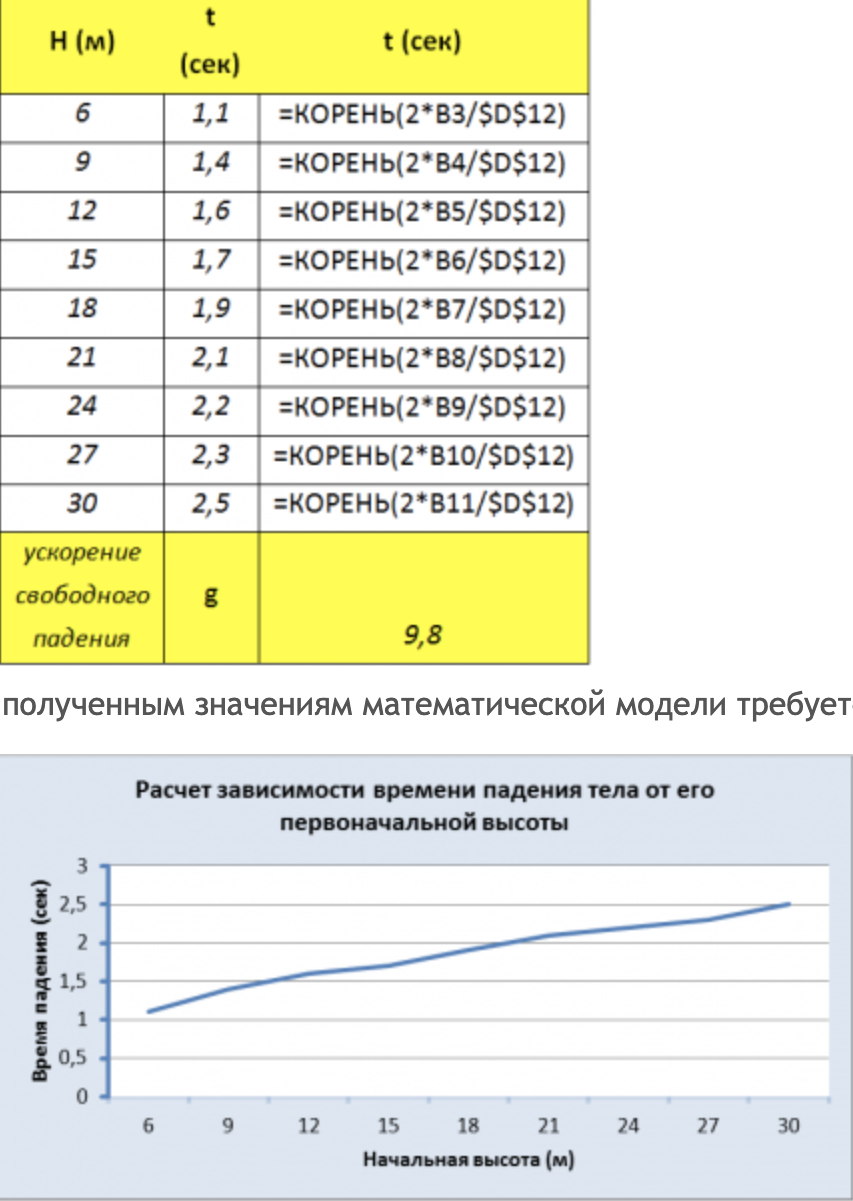 H (м) t (сек) t (сек)
6 1,1 =КОРЕНЬ(2*B3/$D$12)
9 1,4 =КОРЕНЬ(2*B4/$D$12)
12 1,6 =КОРЕНЬ(2*B5/$D$12)
15 1,7 =КОРЕНЬ(2*B6/$D$12)
18 1,9 =КОРЕНЬ(2*B7/$D$12)
21 2,1 =КОРЕНЬ(2*B8/$D$12)
24 2,2 =КОРЕНЬ(2*B9/$D$12)
27 2,3 =КОРЕНЬ(2*B10/$D$12)
30 2,5 =КОРЕНЬ(2*B11/$D$12)
ускорение
свободного g
падения 9,8
полученным значениям математической модели требует
Расчет зависимости времени падения тела от его
первоначальной высоты
Время падения (сек)
3
2,5
2
1,5
1
0,5
0
6 9 12 15 18 21 24 27 30
Начальная высота (м)